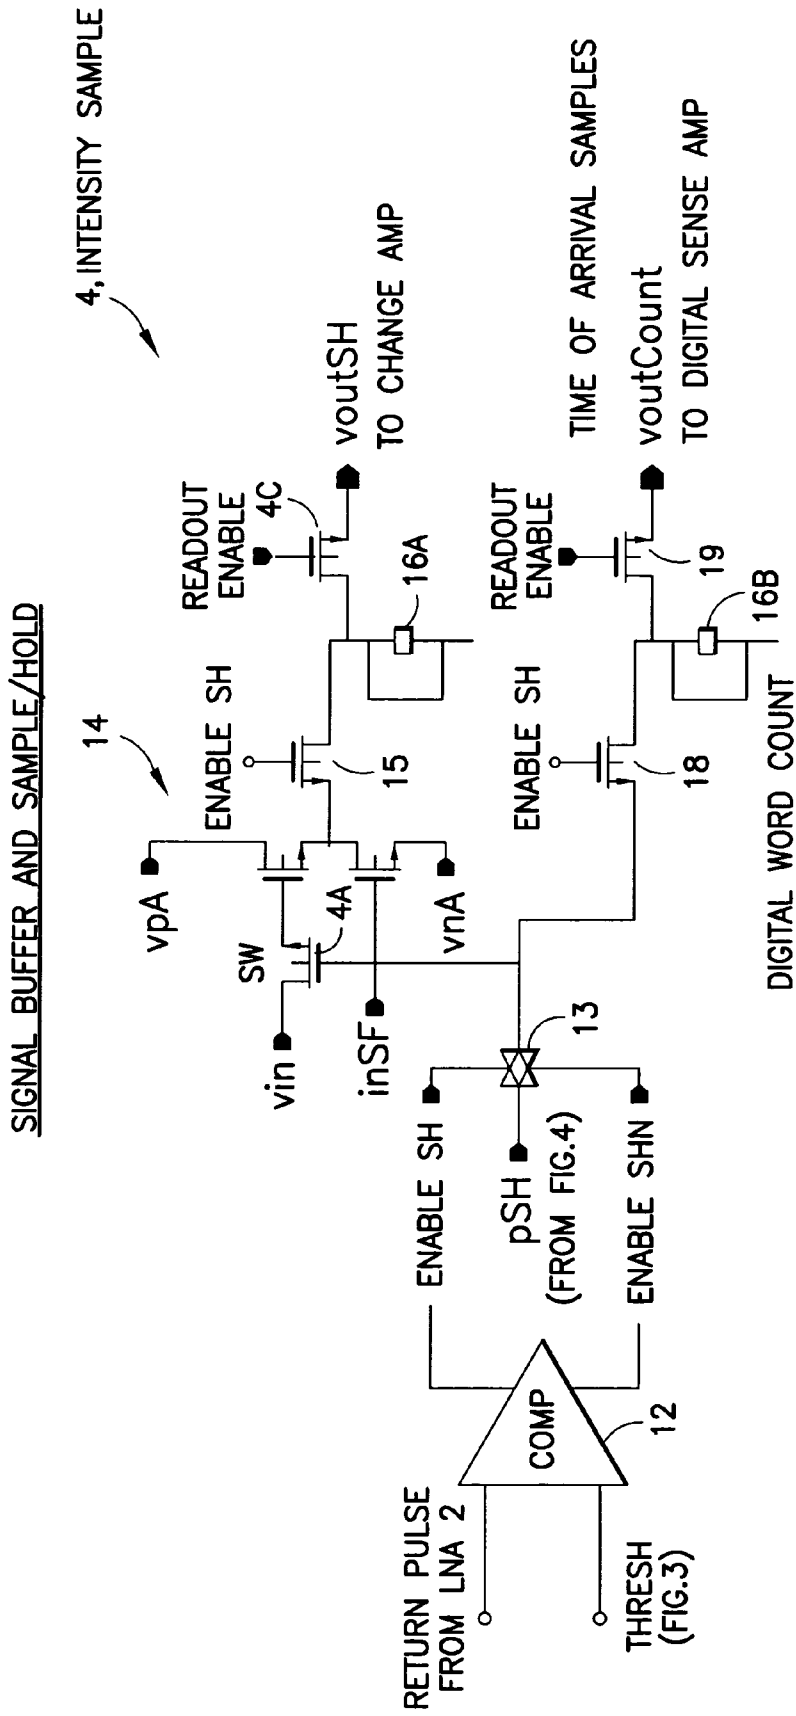 SIGNAL BUFFER AND SAMPLE/HOLD
4, INTENSITY SAMPLE
14
vpA
ENABLE SH
READOUT
ENABLE
4C
voutSH
TO CHANGE AMP
SW
4A
15
16A
vin
inSF
vnA
TIME OF ARRIVAL SAMPLES
ENABLE SH
READOUT
ENABLE
voutCount
TO DIGITAL SENSE AMP
RETURN PULSE
FROM LNA 2
COMP
12
THRESH
(FIG.3)
ENABLE SH
pSH
(FROM FIG.4)
ENABLE SHN
13
18
19
16B
DIGITAL WORD COUNT